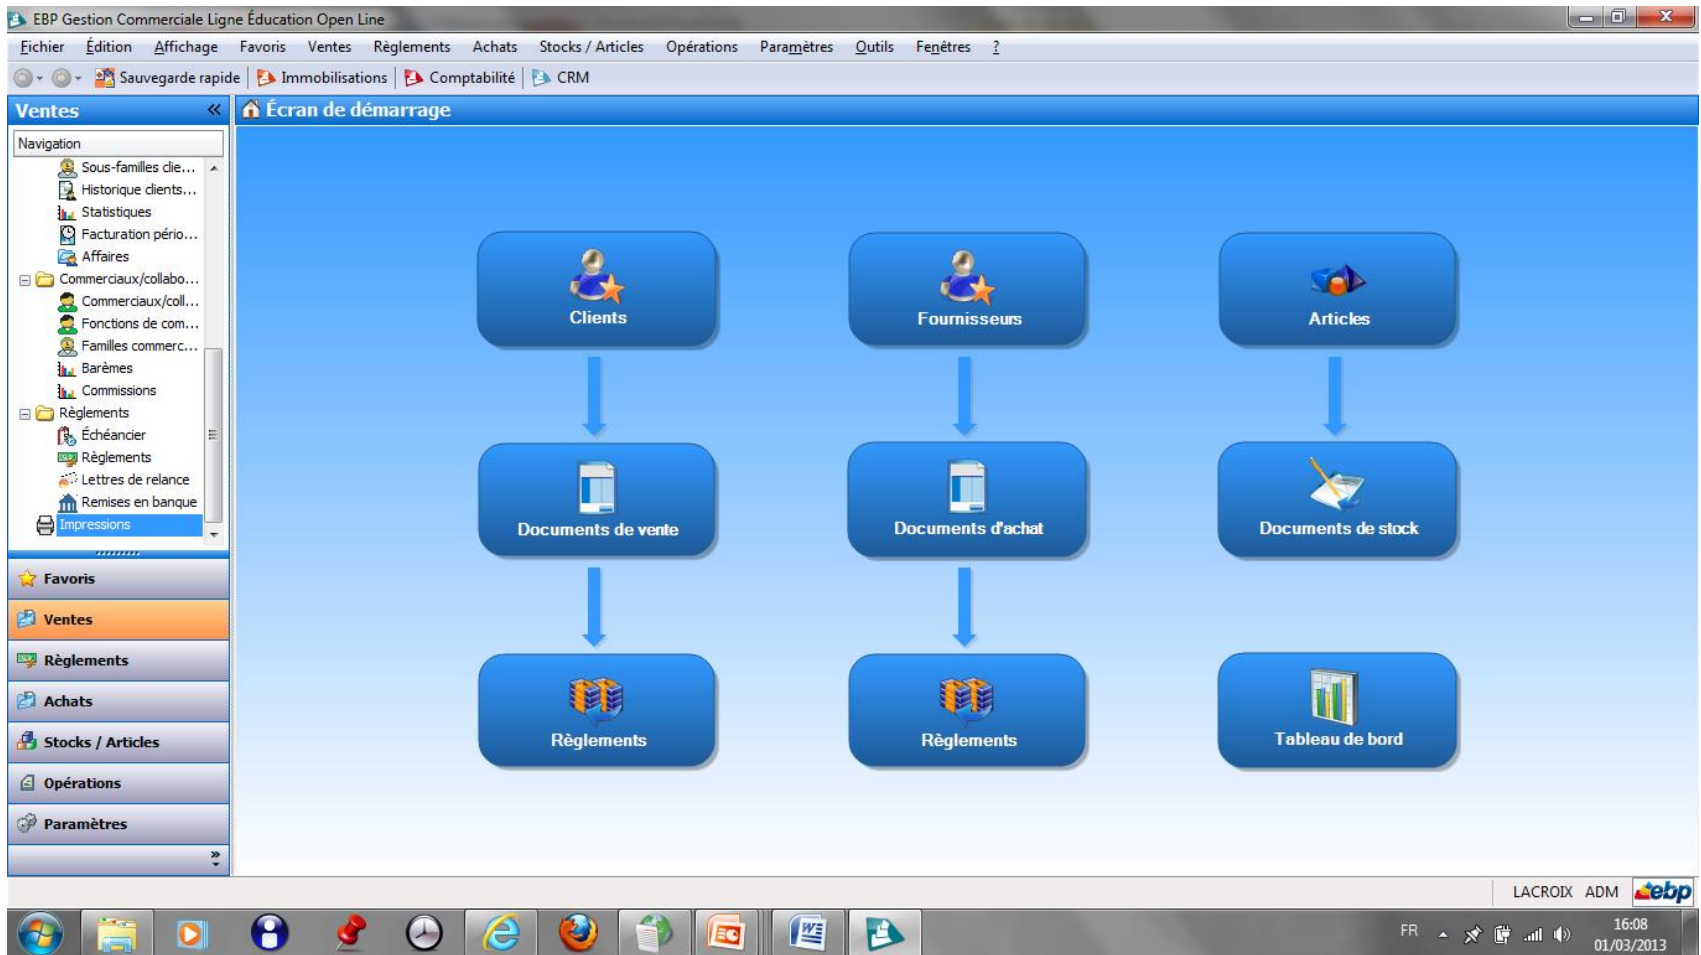 EBP Gestion Commerciale Ligne Éducation Open Line
Fichier Édition Affichage Favoris Ventes Règlements Achats Stocks / Articles Opérations Paramètres Outils Fenêtres ?
Sauvegarde rapide Immobilisations Comptabilité CRM
Ventes «
Écran de démarrage
Navigation
Sous-familles clie...
Historique clients...
Statistiques
Facturation pério...
Affaires
Commerciaux/collabo...
Commerciaux/coll...
Fonctions de com...
Familles commerc...
Barèmes
Commissions
Règlements
Échéancier
Règlements
Lettres de relance
Remises en banque
Impressions
Favoris
Ventes
Règlements
Achats
Stocks / Articles
Opérations
Paramètres
Clients Fournisseurs Articles
Documents de vente Documents d'achat Documents de stock
Règlements Règlements Tableau de bord
LACROIX ADM ebp
FR 16:08
01/03/2013